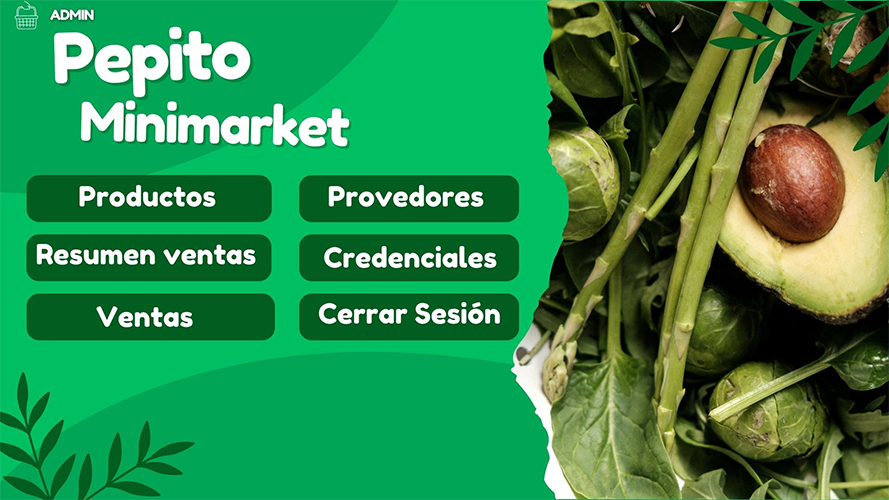 ADMIN
Pepito
Minimarket
Productos
Provedores
Resumen ventas
Credenciales
Ventas
Cerrar Sesión